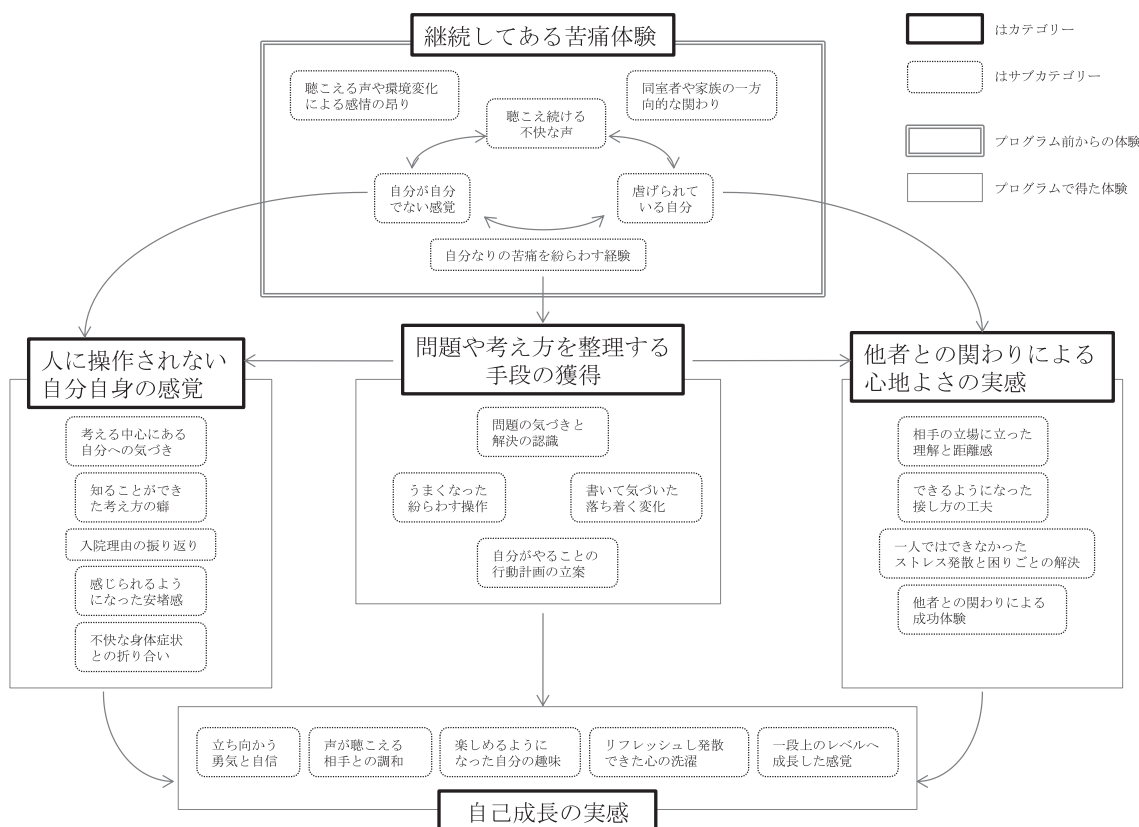 継続してある苦痛体験
聴こえる声や環境変化
による感情の昂り
同室者や家族の一方
向的な関わり
聴こえ続ける
不快な声
自分が自分
でない感覚
虐げられて
いる自分
自分なりの苦痛を紛らわす経験
はカテゴリー
はサブカテゴリー
プログラム前からの体験
プログラムで得た体験
人に操作されない
自分自身の感覚
考える中心にある
自分への気づき
知ることができ
た考え方の癖
入院理由の振り返り
感じられるよう
になった安堵感
不快な身体症状
との折り合い
問題や考え方を整理する
手段の獲得
問題の気づきと
解決の認識
うまくなった
紛らわす操作
書いて気づいた
落ち着く変化
自分がやることの
行動計画の立案
他者との関わりによる
心地よさの実感
相手の立場に立った
理解と距離感
できるようになった
接し方の工夫
一人ではできなかった
ストレス発散と困りごとの解決
他者との関わりによる
成功体験
立ち向かう
勇気と自信
声が聴こえる
相手との調和
楽しめるように
なった自分の趣味
リフレッシュし発散
できた心の洗濯
一段上のレベルへ
成長した感覚
自己成長の実感